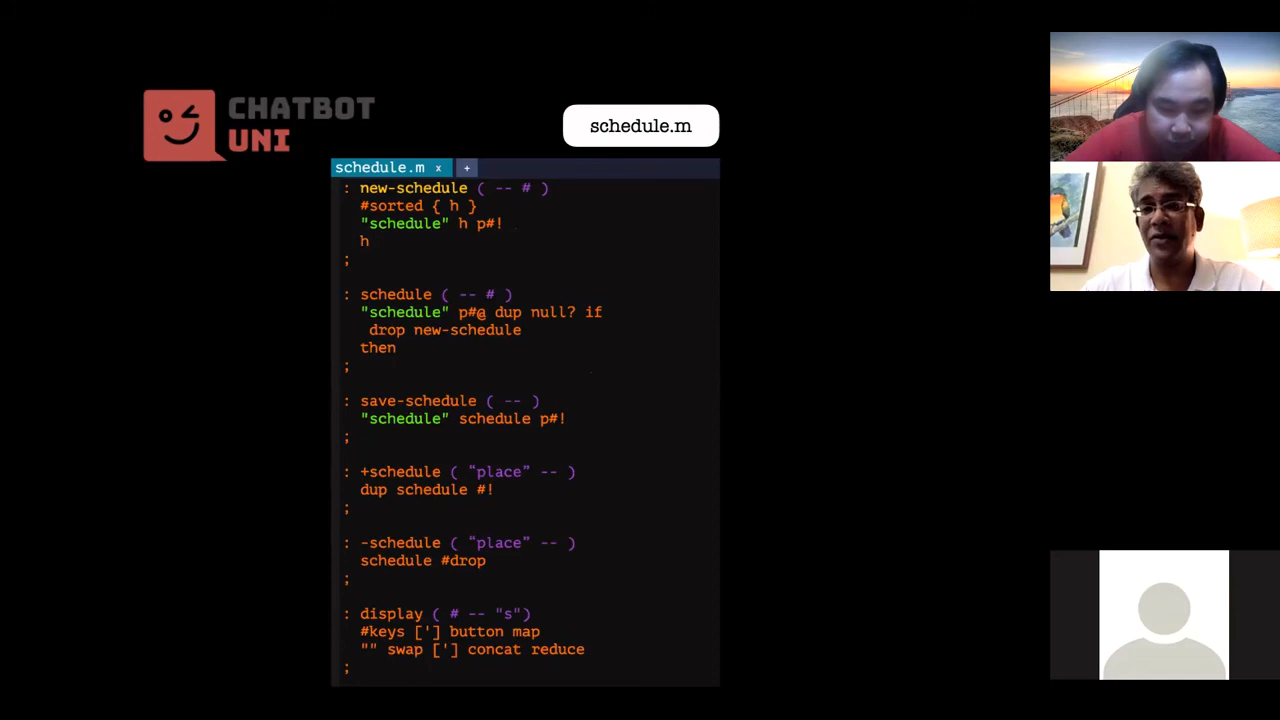 CHATBOT
UNI
schedule.m
schedule.m x +
: new-schedule ( -- # )
#sorted { h }
"schedule" h p#!
h
;
: schedule ( -- # )
"schedule" p#@ dup null? if
drop new-schedule
then
;
: save-schedule ( -- )
"schedule" schedule p#!
;
: +schedule ( “place” -- )
dup schedule #!
;
: -schedule ( “place” -- )
schedule #drop
;
: display ( # -- "s")
#keys ['] button map
"" swap ['] concat reduce
;